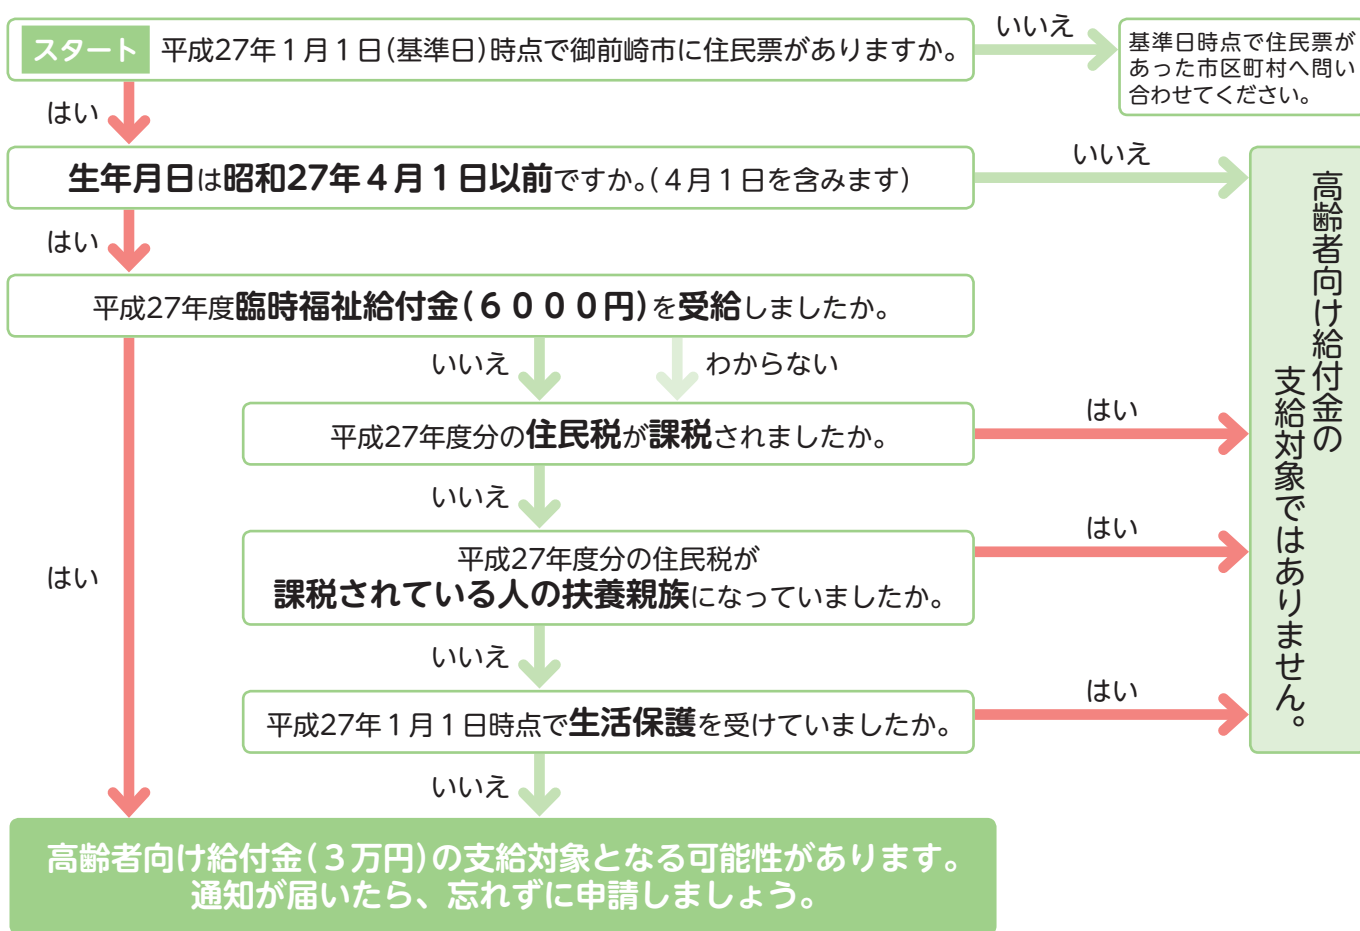 スタート 平成27年1月1日(基準日)時点で御前崎市に住民票がありますか。
いいえ
基準日時点で住民票が
あった市区町村へ問い
合わせてください。
はい
生年月日は昭和27年4月1日以前ですか。(4月1日を含みます)
いいえ
はい
平成27年度臨時福祉給付金(6000円)を受給しましたか。
いいえ
わからない
平成27年度分の住民税が課税されましたか。
はい
いいえ
平成27年度分の住民税が
課税されている人の扶養親族になっていましたか。
はい
はい
いいえ
平成27年1月1日時点で生活保護を受けていましたか。
はい
いいえ
高齢者向け給付金の
支給対象ではありません。
高齢者向け給付金(3万円)の支給対象となる可能性があります。
通知が届いたら、忘れずに申請しましょう。